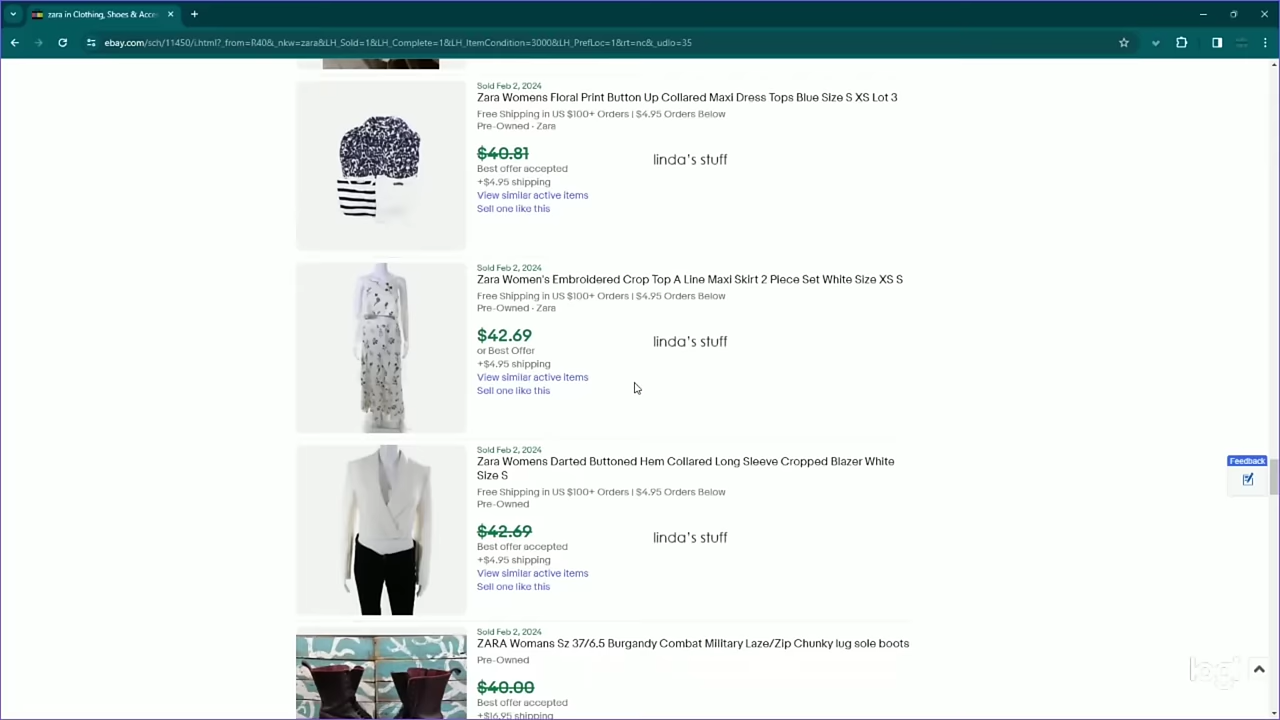 zara in Clothing, Shoes & Acce
ebay.com/sch/11450/i.html?_from=R40&_nkw=zara&LH_Sold=1&LH_Complete=1&LH_ItemCondition=3000&LH_PrefLoc=1&rt=nc&_udlo=35
Sold Feb 2, 2024
Zara Womens Floral Print Button Up Collared Maxi Dress Tops Blue Size S XS Lot 3
Free Shipping in US $100+ Orders | $4.95 Orders Below
Pre-Owned · Zara
$40.81
linda's stuff
Best offer accepted
+$4.95 shipping
View similar active items
Sell one like this
Sold Feb 2, 2024
Zara Women's Embroidered Crop Top A Line Maxi Skirt 2 Piece Set White Size XS S
Free Shipping in US $100+ Orders | $4.95 Orders Below
Pre-Owned · Zara
$42.69
linda's stuff
or Best Offer
+$4.95 shipping
View similar active items
Sell one like this
Sold Feb 2, 2024
Zara Womens Darted Buttoned Hem Collared Long Sleeve Cropped Blazer White
Size S
Free Shipping in US $100+ Orders | $4.95 Orders Below
Pre-Owned
$42.69
linda's stuff
Best offer accepted
+$4.95 shipping
View similar active items
Sell one like this
Feedback
Sold Feb 2, 2024
ZARA Womans Sz 37/6.5 Burgandy Combat Military Laze/Zip Chunky lug sole boots
Pre-Owned
$40.00
Best offer accepted
+$16.95 shipping